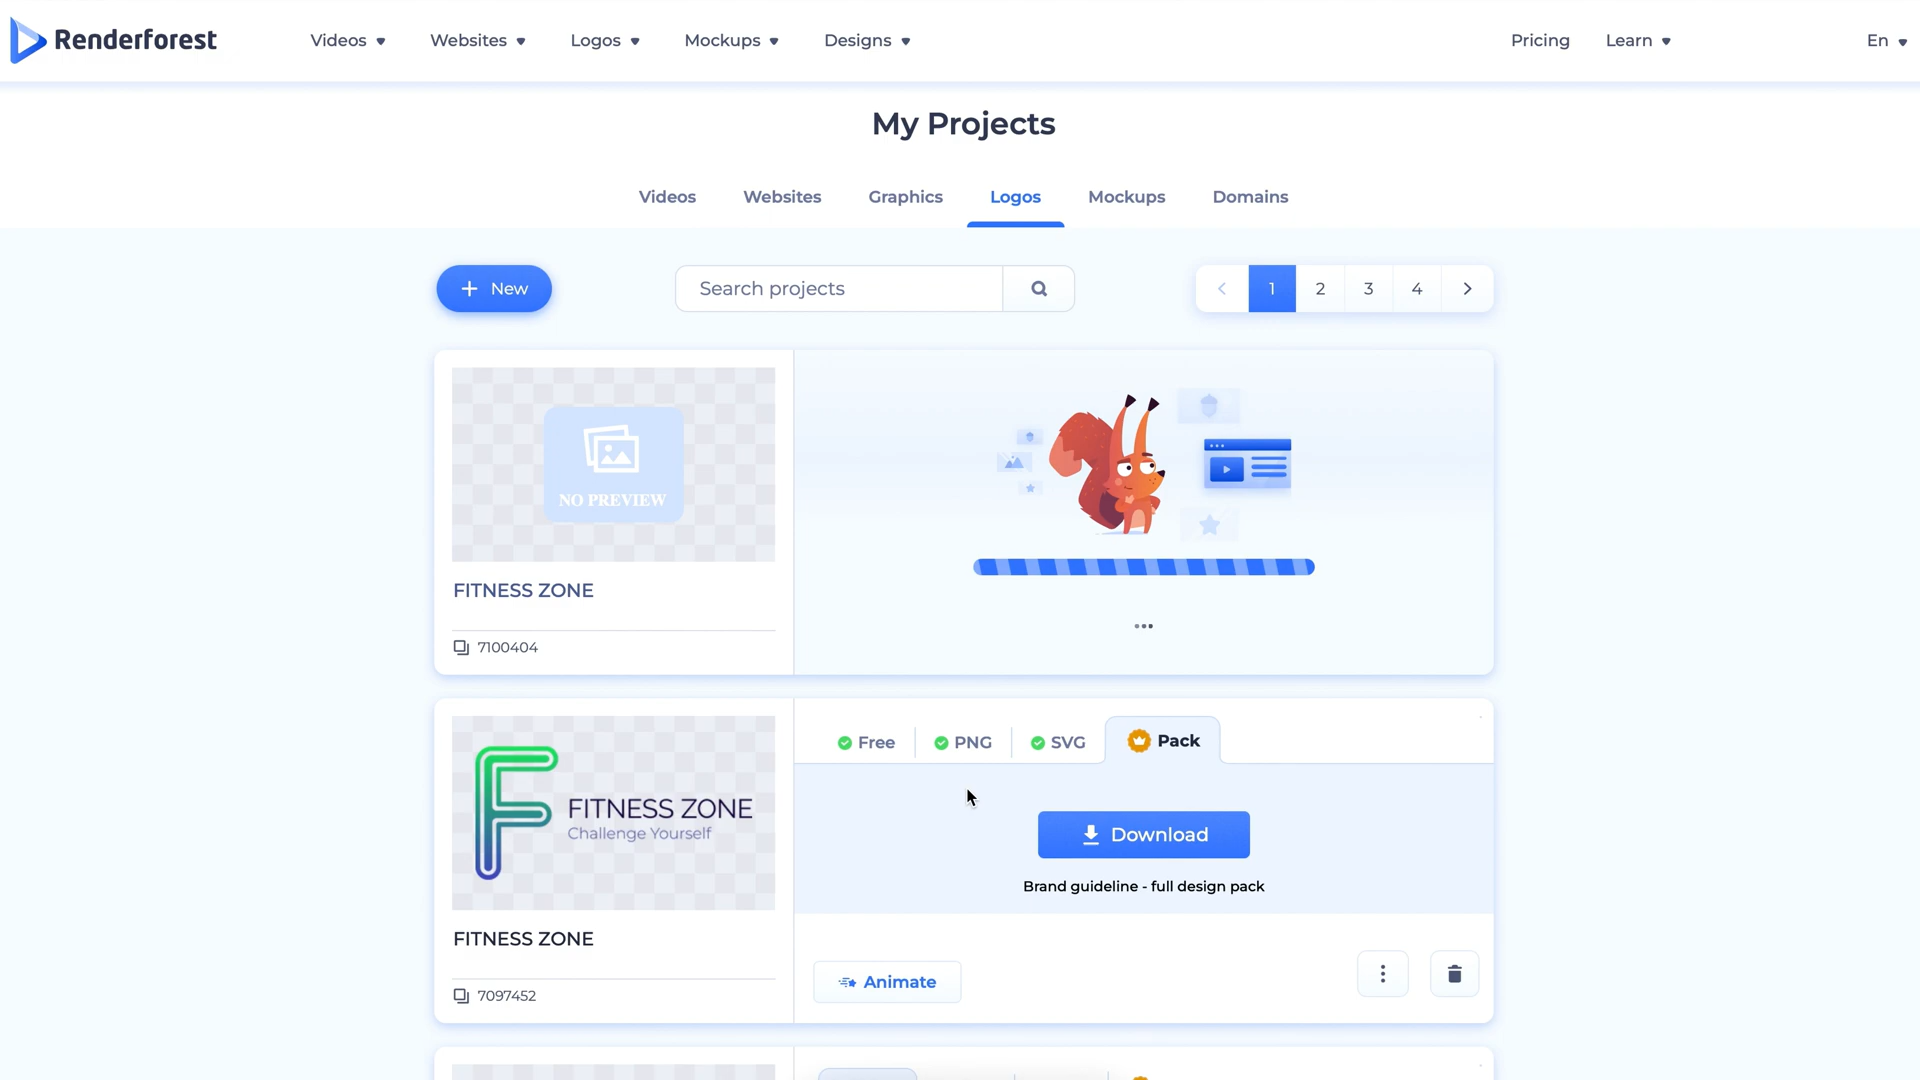 Renderforest
Videos
Websites
Logos
Mockups
Designs
Pricing
Learn
En
My Projects
Videos
Websites
Graphics
Logos
Mockups
Domains
+ New
Search projects
1
2
3
4
NO PREVIEW
FITNESS ZONE
7100404
Free
PNG
SVG
Pack
F
FITNESS ZONE
Challenge Yourself
Download
Brand guideline - full design pack
FITNESS ZONE
7097452
Animate